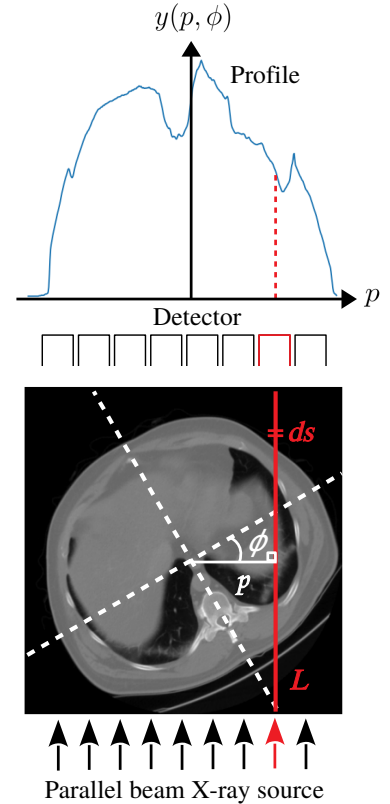 y(p, ϕ)
Profile
p
Detector
ds
ϕ
p
L
Parallel beam X-ray source